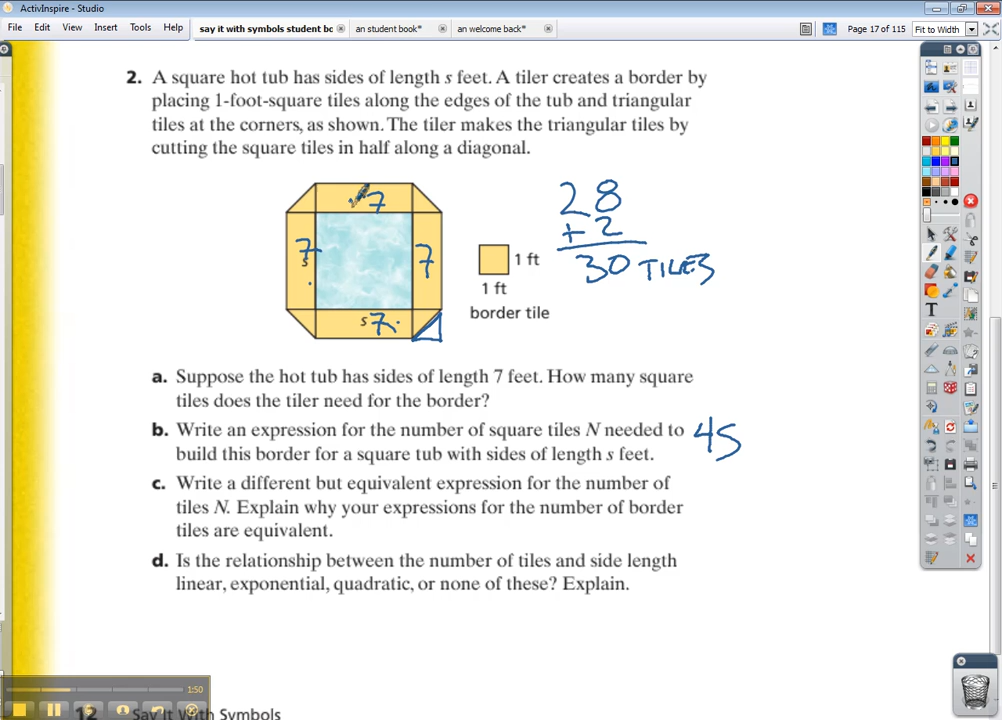 ActivInspire - Studio
File Edit View Insert Tools Help
say it with symbols student bo
an student book*
an welcome back*
Page 17 of 115
Fit to Width
2. A square hot tub has sides of length s feet. A tiler creates a border by
placing 1-foot-square tiles along the edges of the tub and triangular
tiles at the corners, as shown. The tiler makes the triangular tiles by
cutting the square tiles in half along a diagonal.
7
7
s
7
s 7
28
+ 2
30 TILES
1 ft
1 ft
border tile
a. Suppose the hot tub has sides of length 7 feet. How many square
tiles does the tiler need for the border?
b. Write an expression for the number of square tiles N needed to
build this border for a square tub with sides of length s feet.
4S
c. Write a different but equivalent expression for the number of
tiles N. Explain why your expressions for the number of border
tiles are equivalent.
d. Is the relationship between the number of tiles and side length
linear, exponential, quadratic, or none of these? Explain.
1:50
12 Say It With Symbols